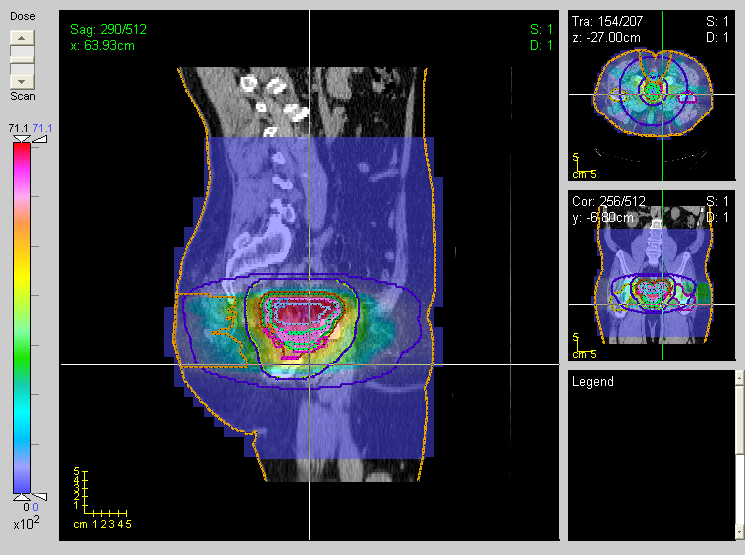 Dose
Scan
71.1 71.1
0 0
x10²
Sag: 290/512
x: 63.93cm
S: 1
D: 1
5
4
3
2
1
cm 1 2 3 4 5
Tra: 154/207
z: -27.00cm
S: 1
D: 1
5
cm 5
Cor: 256/512
y: -6.80cm
S: 1
D: 1
5
cm 5
Legend